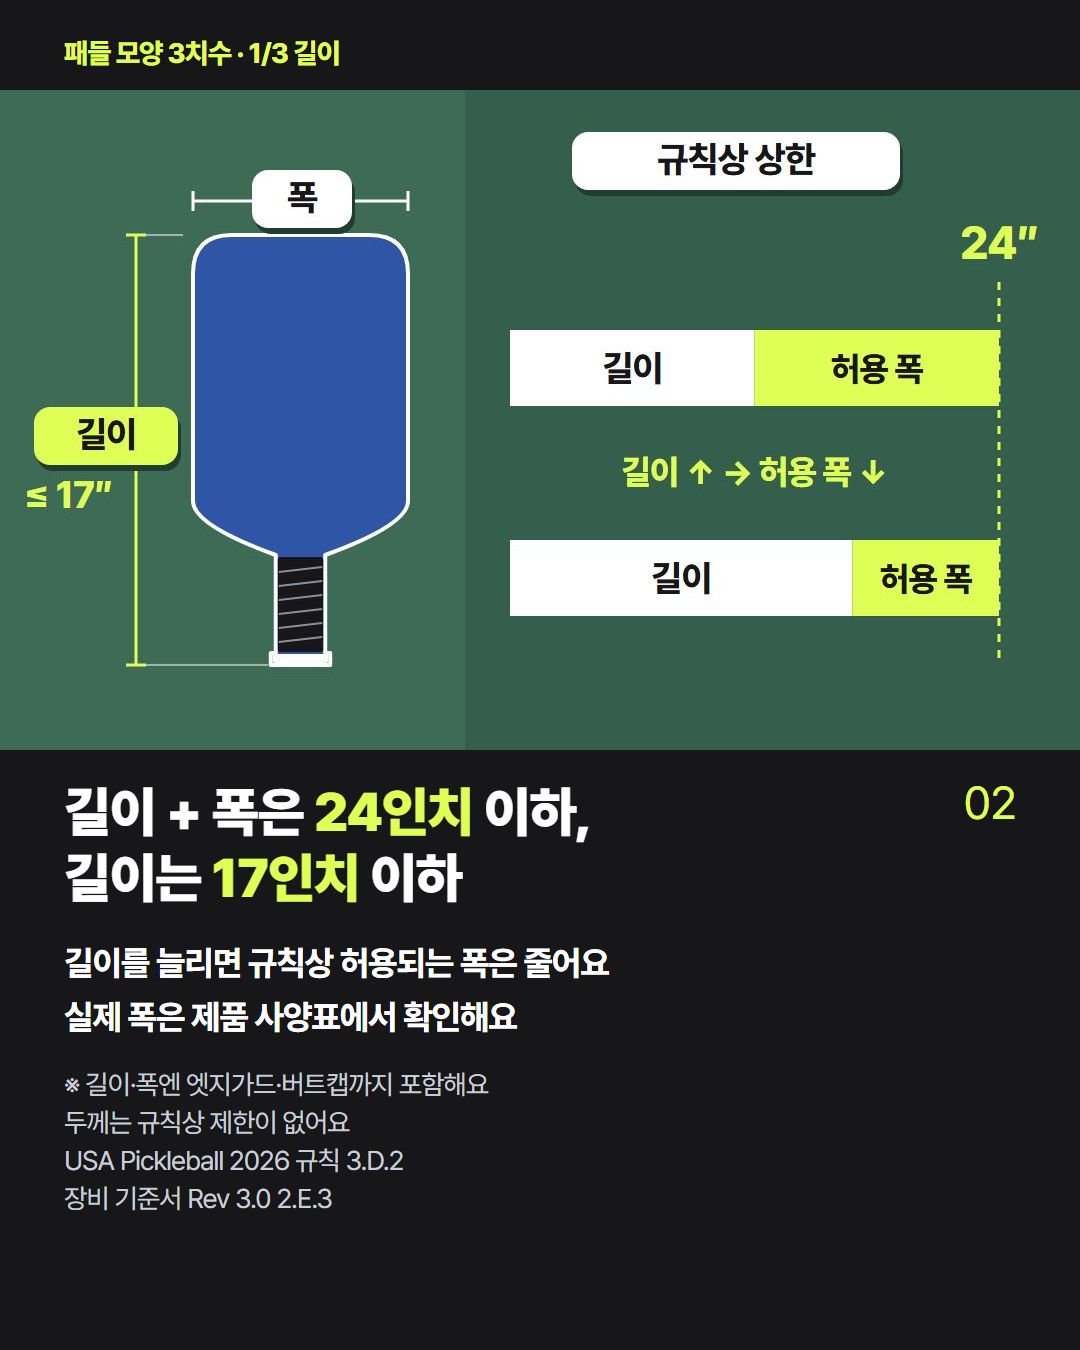 패들 모양 3치수 · 1/3 길이
폭
길이
≤ 17″
규칙상 상한
24″
길이 허용 폭
길이 ↑ → 허용 폭 ↓
길이 허용 폭
길이 + 폭은 24인치 이하,
길이는 17인치 이하
02
길이를 늘리면 규칙상 허용되는 폭은 줄어요
실제 폭은 제품 사양표에서 확인해요
※ 길이·폭엔 엣지가드·버트캡까지 포함해요
두께는 규칙상 제한이 없어요
USA Pickleball 2026 규칙 3.D.2
장비 기준서 Rev 3.0 2.E.3